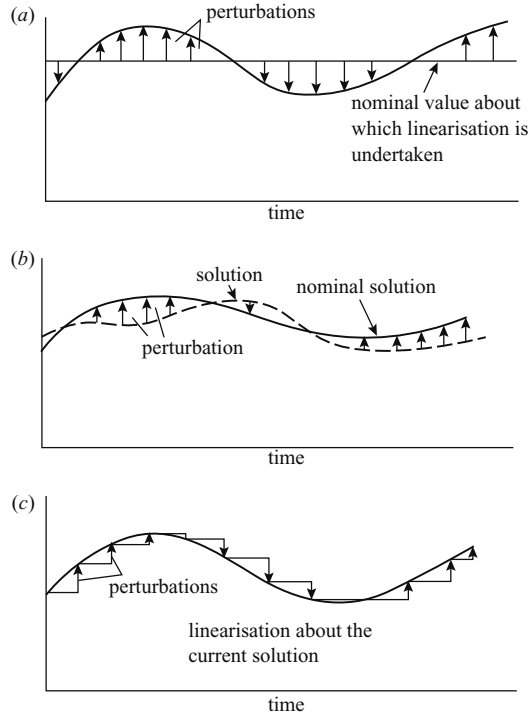 (a)
perturbations
nominal value about
which linearisation is
undertaken
time
(b)
solution
nominal solution
perturbation
time
(c)
perturbations
linearisation about the
current solution
time